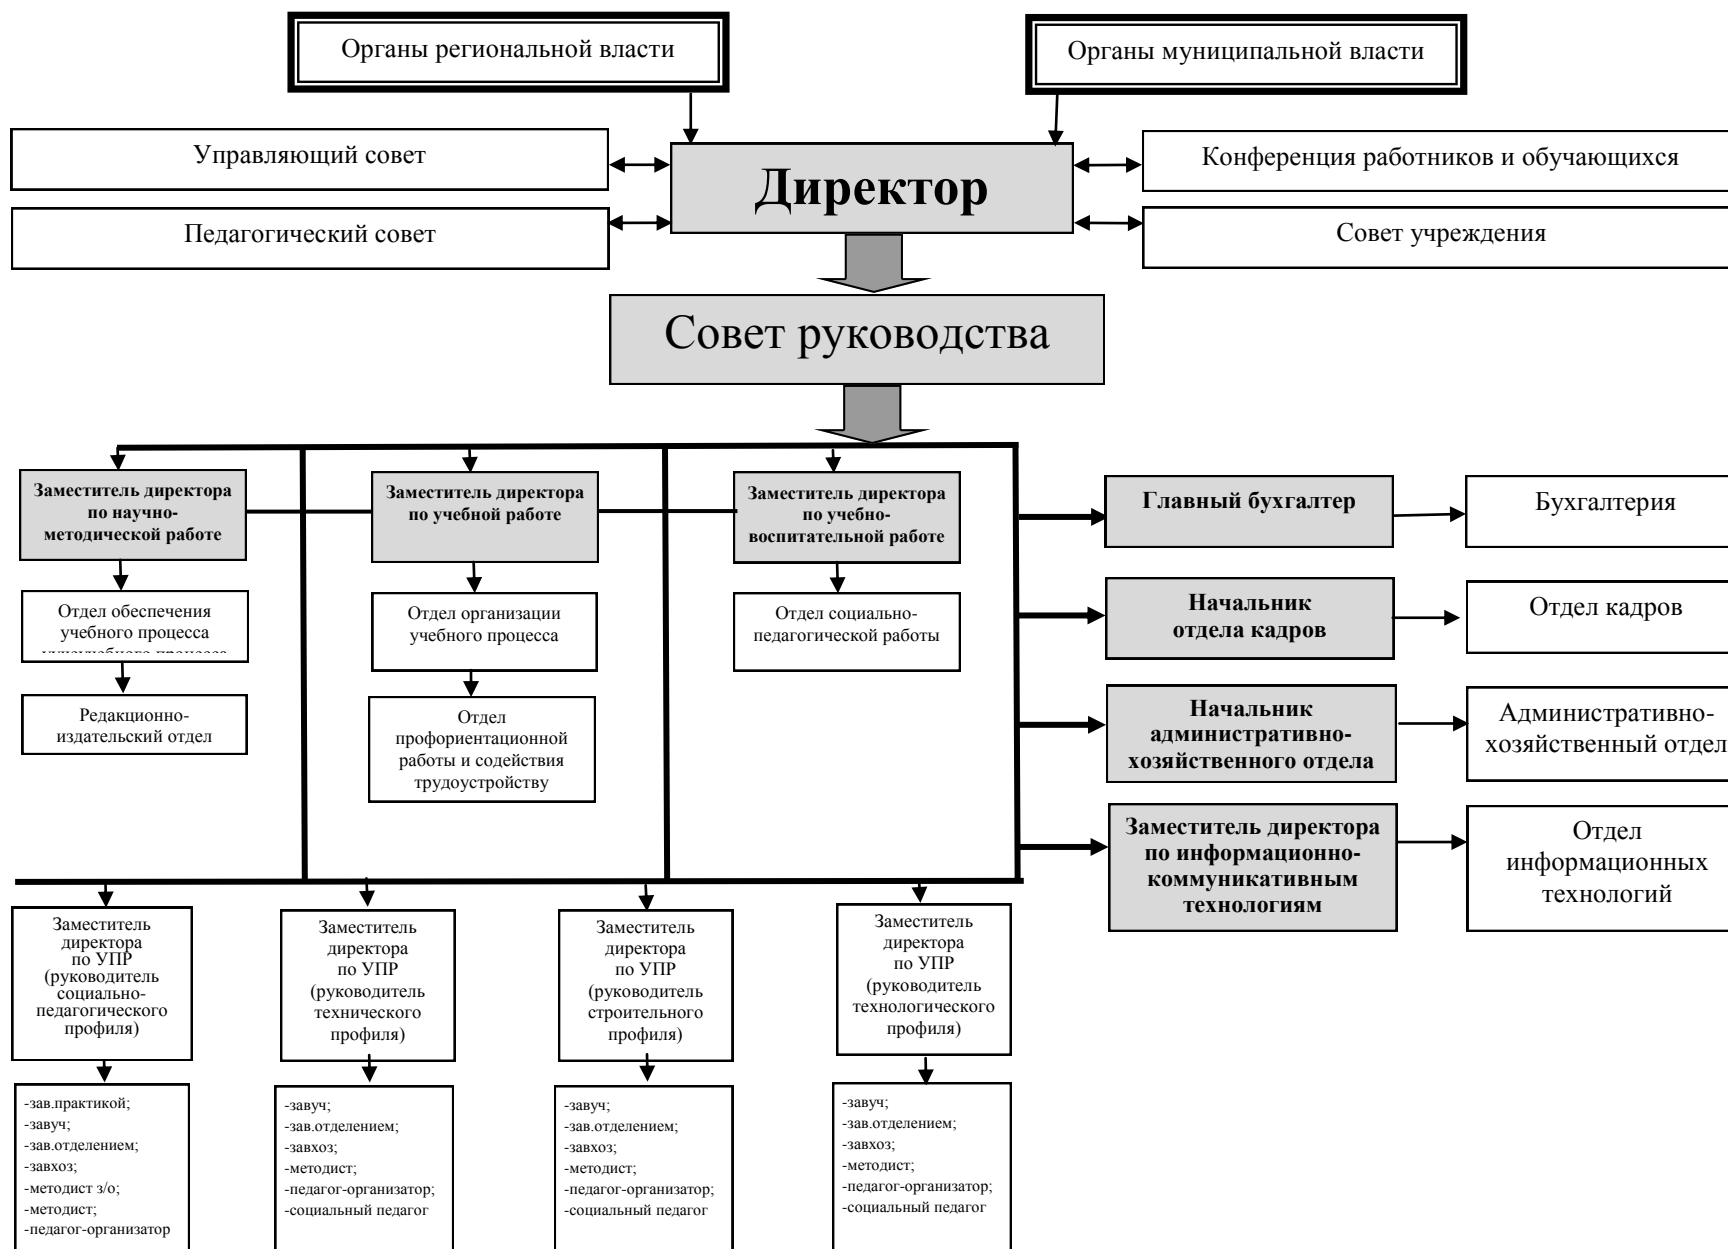 Органы региональной власти
Органы муниципальной власти
Управляющий совет
Директор
Конференция работников и обучающихся
Педагогический совет
Совет учреждения
Совет руководства
Заместитель директора
по научно-
методической работе
Заместитель директора
по учебной работе
Заместитель директора
по учебно-
воспитательной работе
Главный бухгалтер
Бухгалтерия
Отдел обеспечения
учебного процесса
Отдел организации
учебного процесса
Отдел социально-
педагогической работы
Начальник
отдела кадров
Отдел кадров
Редакционно-
издательский отдел
Отдел
профориентационной
работы и содействия
трудоустройству
Начальник
административно-
хозяйственного отдела
Административно-
хозяйственный отдел
Заместитель директора
по информационно-
коммуникативным
технологиям
Отдел
информационных
технологий
Заместитель
директора
по УПР
(руководитель
социально-
педагогического
профиля)
Заместитель
директора
по УПР
(руководитель
технического
профиля)
Заместитель
директора
по УПР
(руководитель
строительного
профиля)
Заместитель
директора
по УПР
(руководитель
технологического
профиля)
-зав.практикой;
-завуч;
-зав.отделением;
-завхоз;
-методист з/о;
-методист;
-педагог-организатор
-завуч;
-зав.отделением;
-завхоз;
-методист;
-педагог-организатор;
-социальный педагог
-завуч;
-зав.отделением;
-завхоз;
-методист;
-педагог-организатор;
-социальный педагог
-завуч;
-зав.отделением;
-завхоз;
-методист;
-педагог-организатор;
-социальный педагог